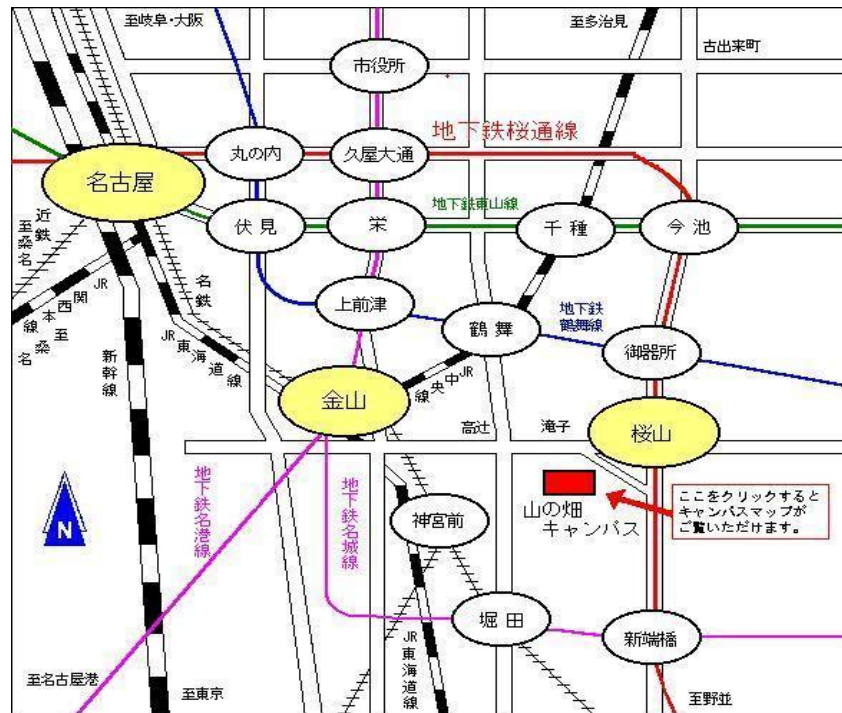 至岐阜・大阪
至多治見
古出来町
市役所
地下鉄桜通線
丸の内
久屋大通
名古屋
地下鉄東山線
伏見
栄
千種
今池
近鉄
至桑名
JR関西本線
至桑名
名鉄
上前津
鶴舞
地下鉄
鶴舞線
御器所
新幹線
JR東海道線
金山
JR中央線
高辻
滝子
桜山
地下鉄名港線
地下鉄名城線
山の畑
キャンパス
ここをクリックすると
キャンパスマップが
ご覧いただけます。
N
神宮前
堀田
新瑞橋
JR東海道線
至名古屋港
至東京
至野並